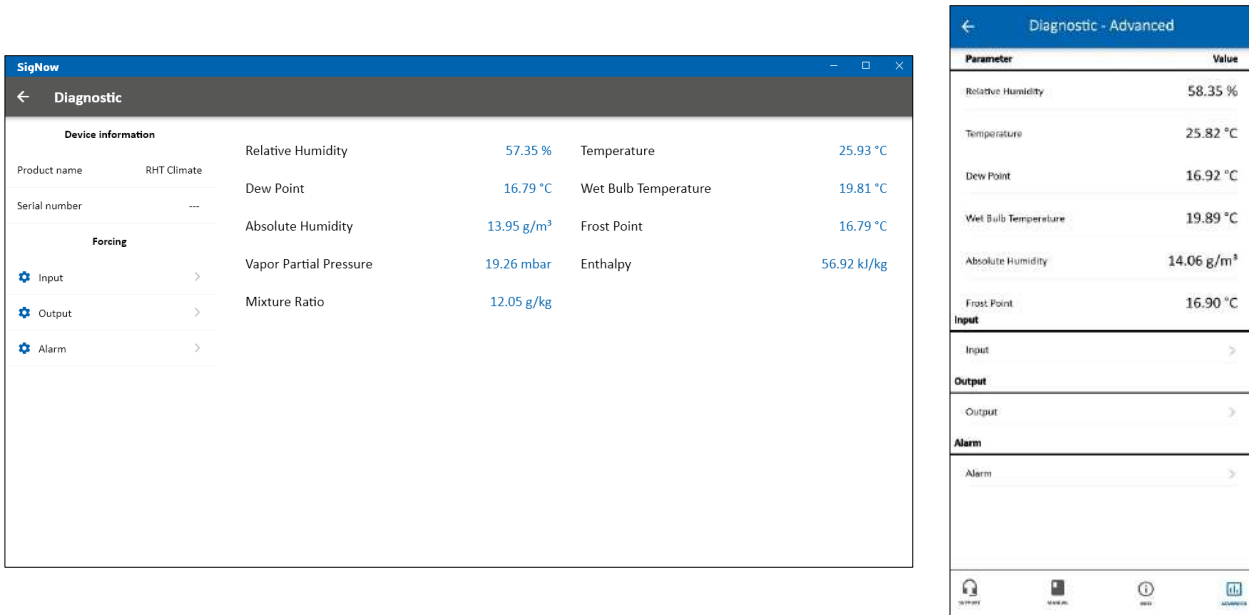 SigNow
Diagnostic
Device information
Product name RHT Climate
Serial number ---
Forcing
Input
Output
Alarm
Relative Humidity 57.35 % Temperature 25.93 °C
Dew Point 16.79 °C Wet Bulb Temperature 19.81 °C
Absolute Humidity 13.95 g/m³ Frost Point 16.79 °C
Vapor Partial Pressure 19.26 mbar Enthalpy 56.92 kJ/kg
Mixture Ratio 12.05 g/kg
Diagnostic - Advanced
Parameter Value
Relative Humidity 58.35 %
Temperature 25.82 °C
Dew Point 16.92 °C
Wet Bulb Temperature 19.89 °C
Absolute Humidity 14.06 g/m³
Frost Point 16.90 °C
Input
Input
Output
Output
Alarm
Alarm
SUPPORT MANUAL INFO ADVANCED